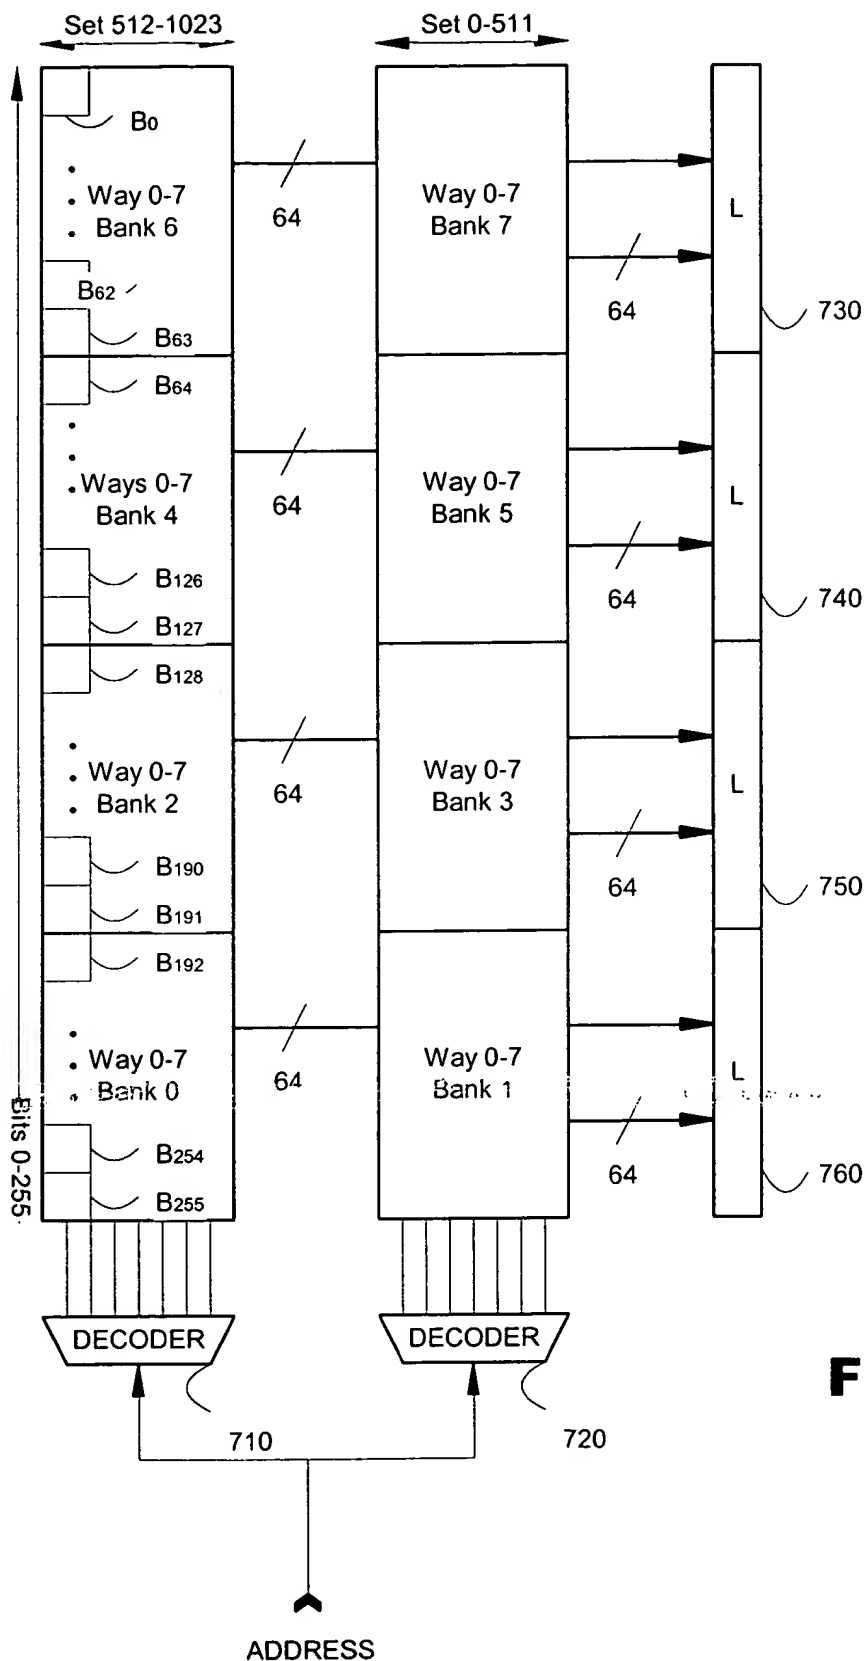 Set 512-1023
Set 0-511
B0
Way 0-7
Bank 6
64
Way 0-7
Bank 7
L
B62
64
730
B63
B64
Ways 0-7
Bank 4
64
Way 0-7
Bank 5
L
B126
64
740
B127
B128
Way 0-7
Bank 2
64
Way 0-7
Bank 3
L
B190
64
750
B191
B192
Way 0-7
Bank 0
64
Way 0-7
Bank 1
L
Bits 0-255
B254
64
760
B255
DECODER
DECODER
F
710
720
ADDRESS